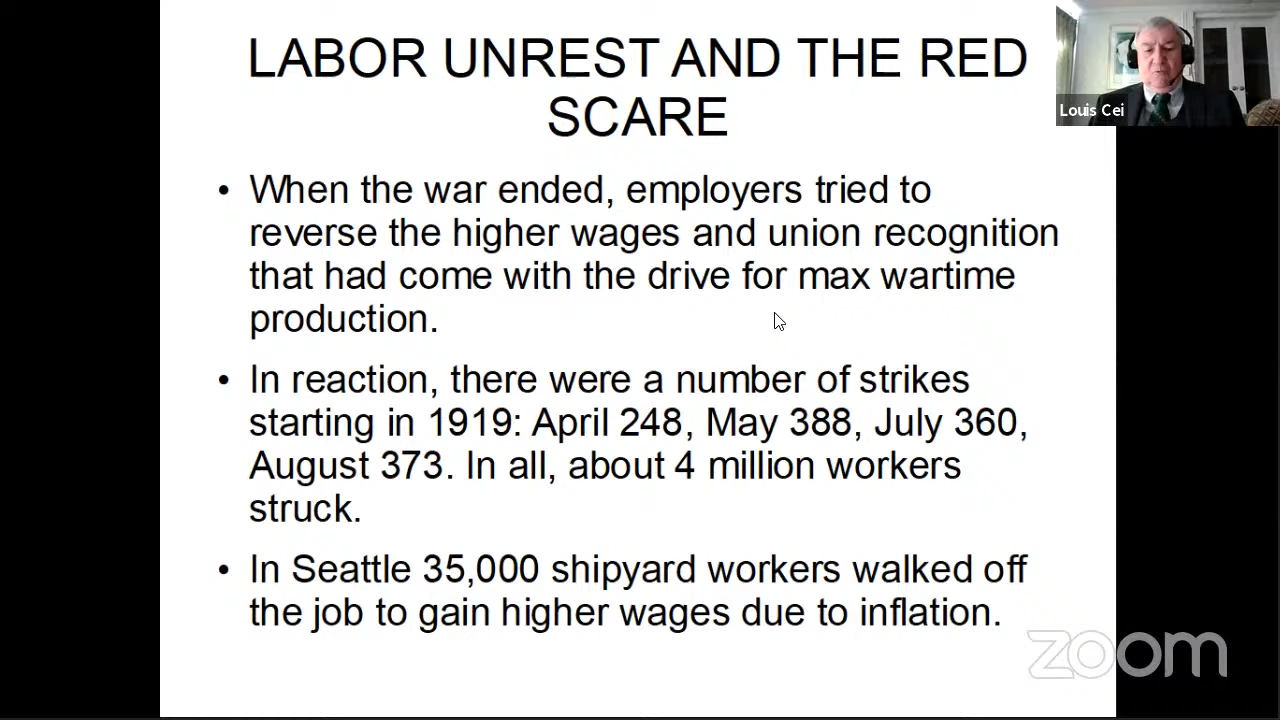 LABOR UNREST AND THE RED
SCARE
• When the war ended, employers tried to
reverse the higher wages and union recognition
that had come with the drive for max wartime
production.
• In reaction, there were a number of strikes
starting in 1919: April 248, May 388, July 360,
August 373. In all, about 4 million workers
struck.
• In Seattle 35,000 shipyard workers walked off
the job to gain higher wages due to inflation.
Louis Cei
zoom